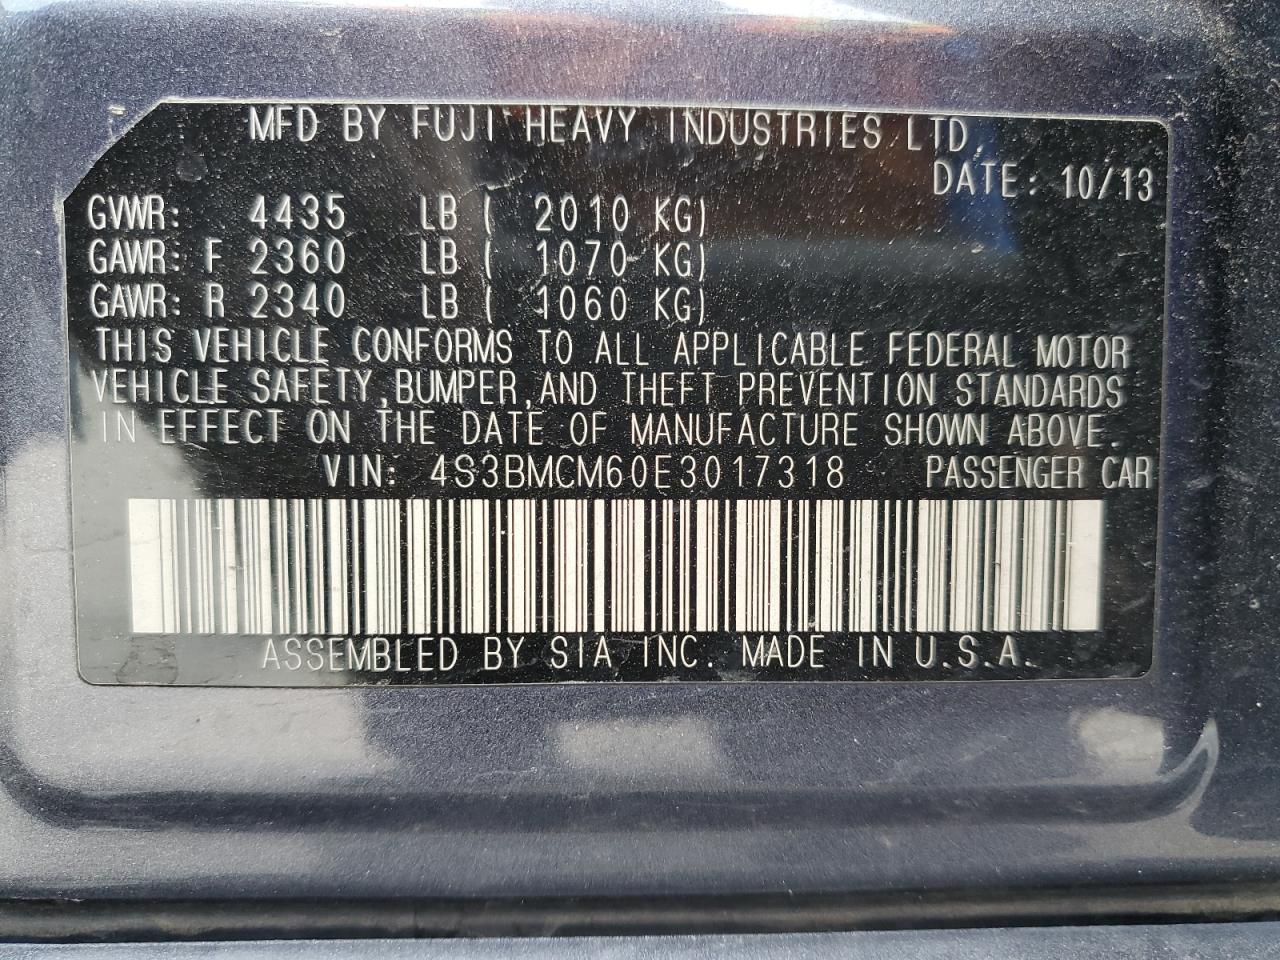 MFD BY FUJI HEAVY INDUSTRIES LTD.
DATE: 10/13
GVWR: 4435 LB ( 2010 KG)
GAWR: F 2360 LB ( 1070 KG)
GAWR: R 2340 LB ( 1060 KG)
THIS VEHICLE CONFORMS TO ALL APPLICABLE FEDERAL MOTOR
VEHICLE SAFETY,BUMPER,AND THEFT PREVENTION STANDARDS
IN EFFECT ON THE DATE OF MANUFACTURE SHOWN ABOVE.
VIN: 4S3BMCM60E3017318 PASSENGER CAR
ASSEMBLED BY SIA INC. MADE IN U.S.A.